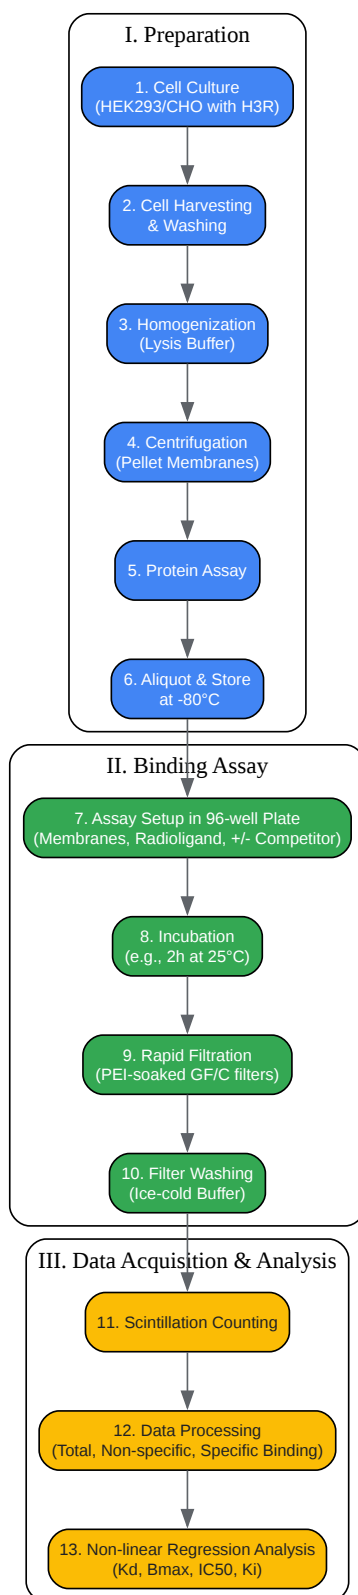 I. Preparation
1. Cell Culture
(HEK293/CHO with H3R)
2. Cell Harvesting
& Washing
3. Homogenization
(Lysis Buffer)
4. Centrifugation
(Pellet Membranes)
5. Protein Assay
6. Aliquot & Store
at -80°C
II. Binding Assay
7. Assay Setup in 96-well Plate
(Membranes, Radioligand, +/- Competitor)
8. Incubation
(e.g., 2h at 25°C)
9. Rapid Filtration
(PEI-soaked GF/C filters)
10. Filter Washing
(Ice-cold Buffer)
III. Data Acquisition & Analysis
11. Scintillation Counting
12. Data Processing
(Total, Non-specific, Specific Binding)
13. Non-linear Regression Analysis
(Kd, Bmax, IC50, Ki)